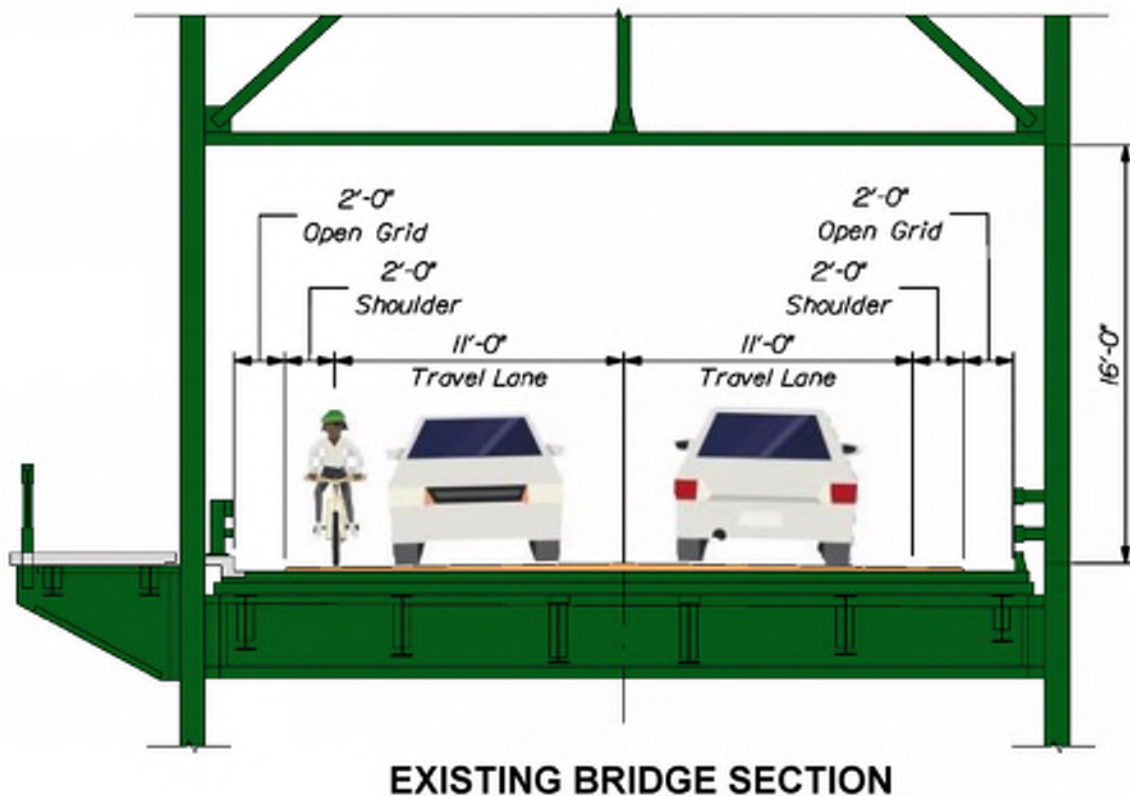 2'-0"
Open Grid
2'-0"
Shoulder
11'-0"
Travel Lane
2'-0"
Open Grid
2'-0"
Shoulder
11'-0"
Travel Lane
16'-0"
EXISTING BRIDGE SECTION